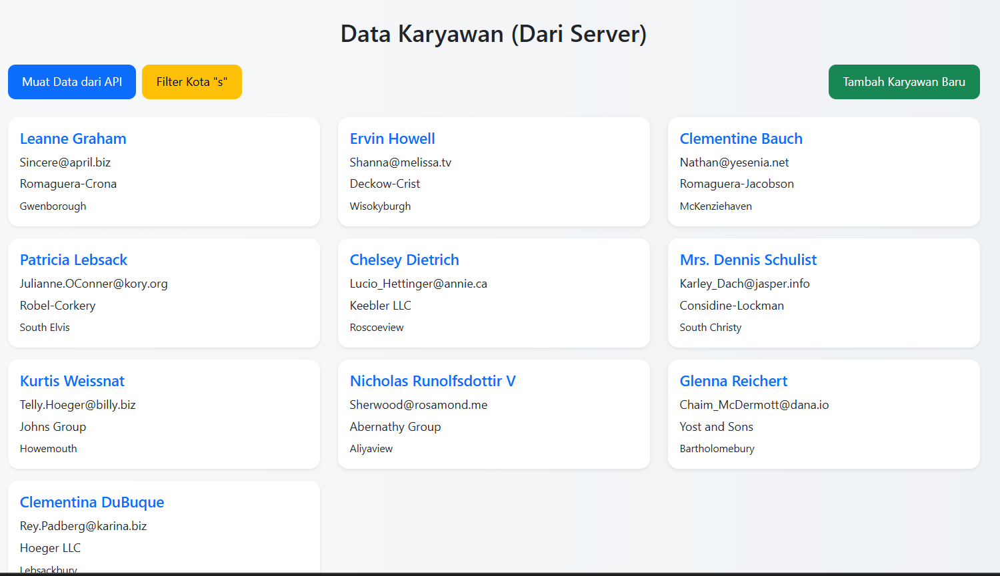 Data Karyawan (Dari Server)
Muat Data dari API
Filter Kota "s"
Tambah Karyawan Baru
Leanne Graham
Sincere@april.biz
Romaguera-Crona
Gwenborough
Ervin Howell
Shanna@melissa.tv
Deckow-Crist
Wisokyburgh
Clementine Bauch
Nathan@yesenia.net
Romaguera-Jacobson
McKenziehaven
Patricia Lebsack
Julianne.OConner@kory.org
Robel-Corkery
South Elvis
Chelsey Dietrich
Lucio_Hettinger@annie.ca
Keebler LLC
Roscoeview
Mrs. Dennis Schulist
Karley_Dach@jasper.info
Considine-Lockman
South Christy
Kurtis Weissnat
Telly.Hoeger@billy.biz
Johns Group
Howemouth
Nicholas Runolfsdottir V
Sherwood@rosamond.me
Abernathy Group
Aliyaview
Glenna Reichert
Chaim_McDermott@dana.io
Yost and Sons
Bartholomebury
Clementina DuBuque
Rey.Padberg@karina.biz
Hoeger LLC
Lebsackbury